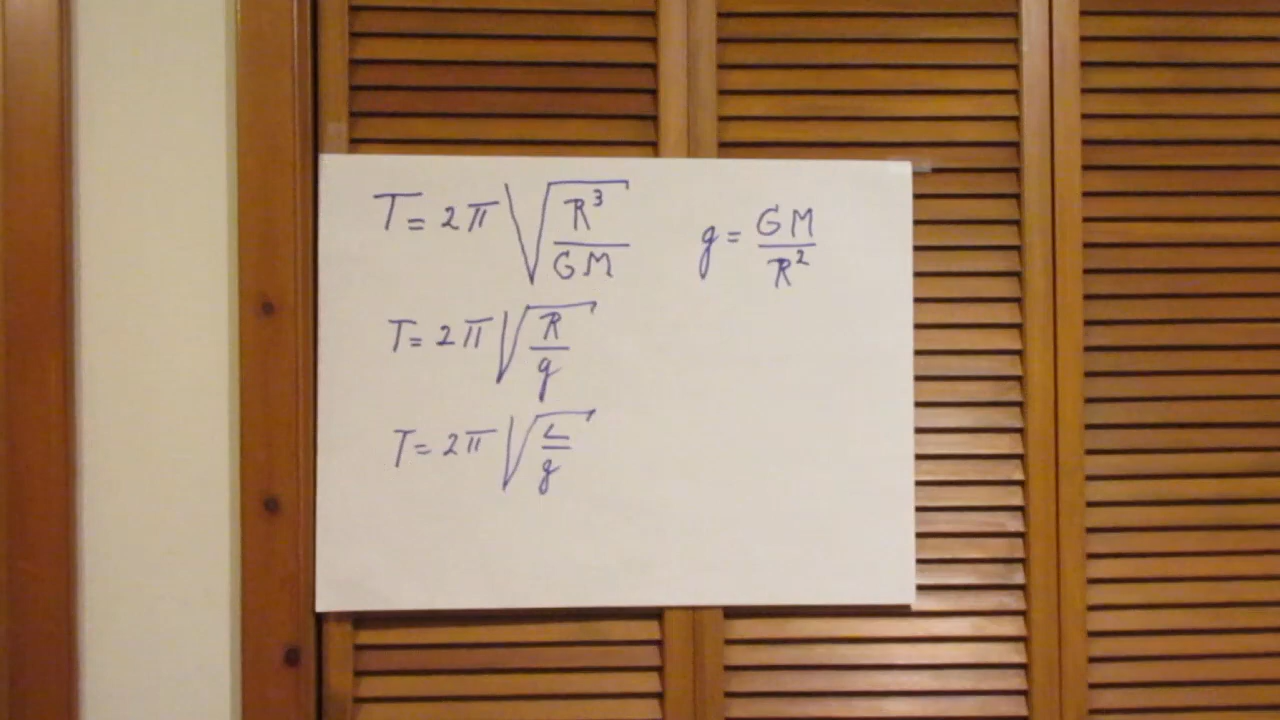 T = 2π √(R³/GM)
g = GM/R²
T = 2π √(R/g)
T = 2π √(L/g)